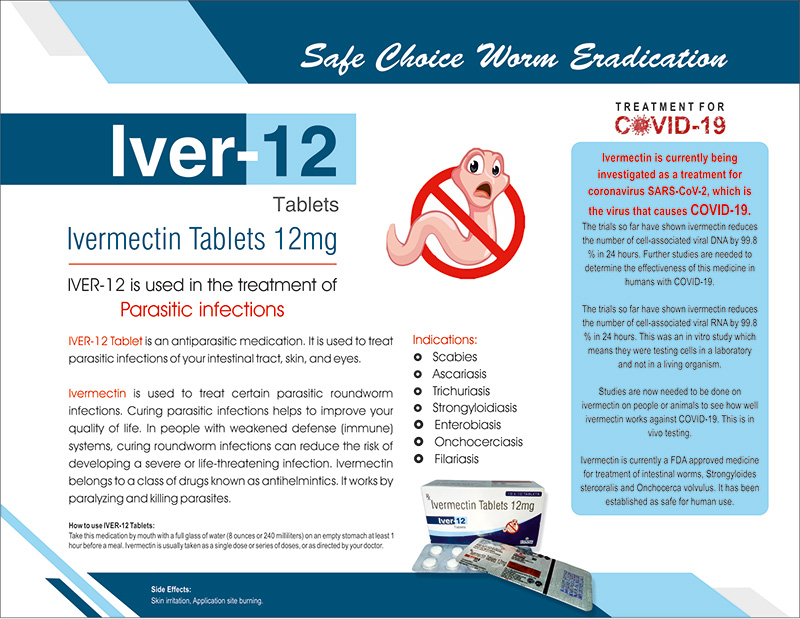 Safe Choice Worm Eradication
Iver-12
Tablets
Ivermectin Tablets 12mg
IVER-12 is used in the treatment of
Parasitic infections
IVER-12 Tablet is an antiparasitic medication. It is used to treat
parasitic infections of your intestinal tract, skin, and eyes.
Ivermectin is used to treat certain parasitic roundworm
infections. Curing parasitic infections helps to improve your
quality of life. In people with weakened defense (immune)
systems, curing roundworm infections can reduce the risk of
developing a severe or life-threatening infection. Ivermectin
belongs to a class of drugs known as antihelmintics. It works by
paralyzing and killing parasites.
How to use IVER-12 Tablets:
Take this medication by mouth with a full glass of water (8 ounces or 240 milliliters) on an empty stomach at least 1
hour before a meal. Ivermectin is usually taken as a single dose or series of doses, or as directed by your doctor.
Side Effects:
Skin irritation, Application site burning.
Indications:
Scabies
Ascariasis
Trichuriasis
Strongyloidiasis
Enterobiasis
Onchocerciasis
Filariasis
Ivermectin Tablets 12mg
Iver-12
Tablets
TREATMENT FOR
COVID-19
Ivermectin is currently being
investigated as a treatment for
coronavirus SARS-CoV-2, which is
the virus that causes COVID-19.
The trials so far have shown ivermectin reduces
the number of cell-associated viral DNA by 99.8
% in 24 hours. Further studies are needed to
determine the effectiveness of this medicine in
humans with COVID-19.
The trials so far have shown ivermectin reduces
the number of cell-associated viral RNA by 99.8
% in 24 hours. This was an in vitro study which
means they were testing cells in a laboratory
and not in a living organism.
Studies are now needed to be done on
ivermectin on people or animals to see how well
ivermectin works against COVID-19. This is in
vivo testing.
Ivermectin is currently a FDA approved medicine
for treatment of intestinal worms, Strongyloides
stercoralis and Onchocerca volvulus. It has been
established as safe for human use.